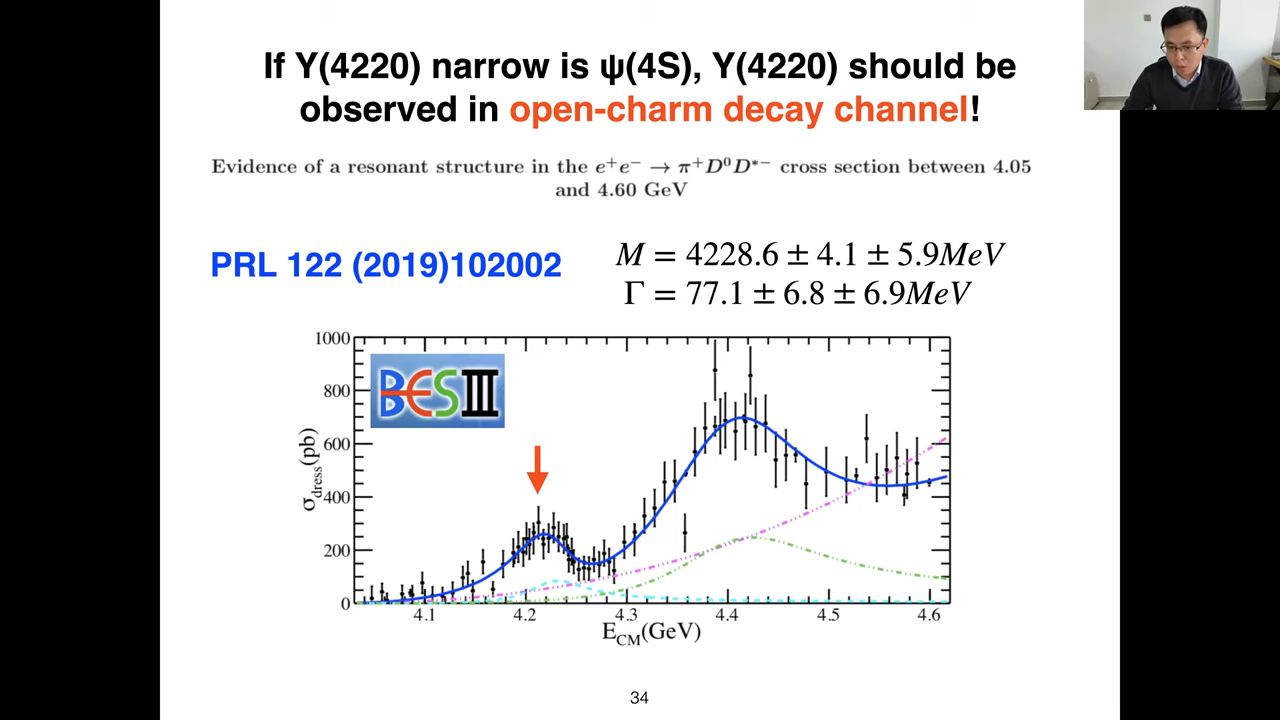 If Y(4220) narrow is ψ(4S), Y(4220) should be
observed in open-charm decay channel!
Evidence of a resonant structure in the e⁺e⁻ → π⁺D⁰D*⁻ cross section between 4.05
and 4.60 GeV
PRL 122 (2019)102002
M = 4228.6 ± 4.1 ± 5.9MeV
Γ = 77.1 ± 6.8 ± 6.9MeV
BESIII
1000
800
600
400
200
0
σdress(pb)
4.1 4.2 4.3 4.4 4.5 4.6
ECM(GeV)
34